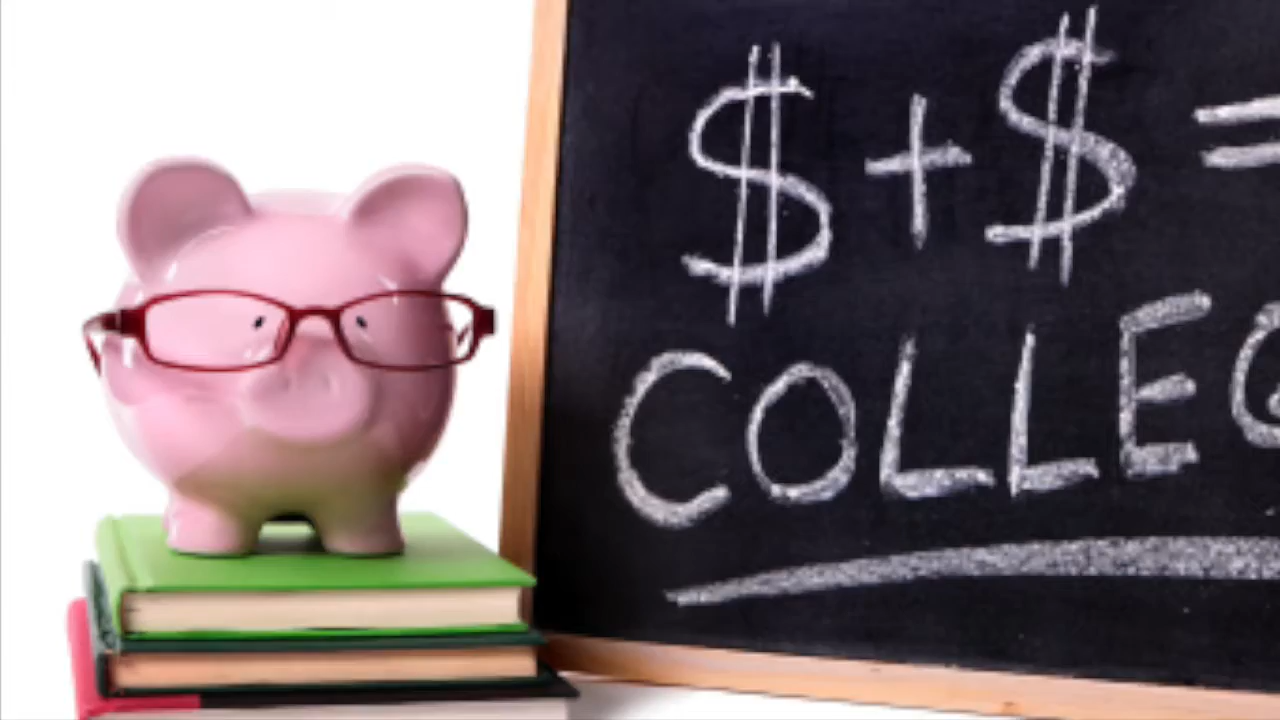 $ + $ =
COLLEG